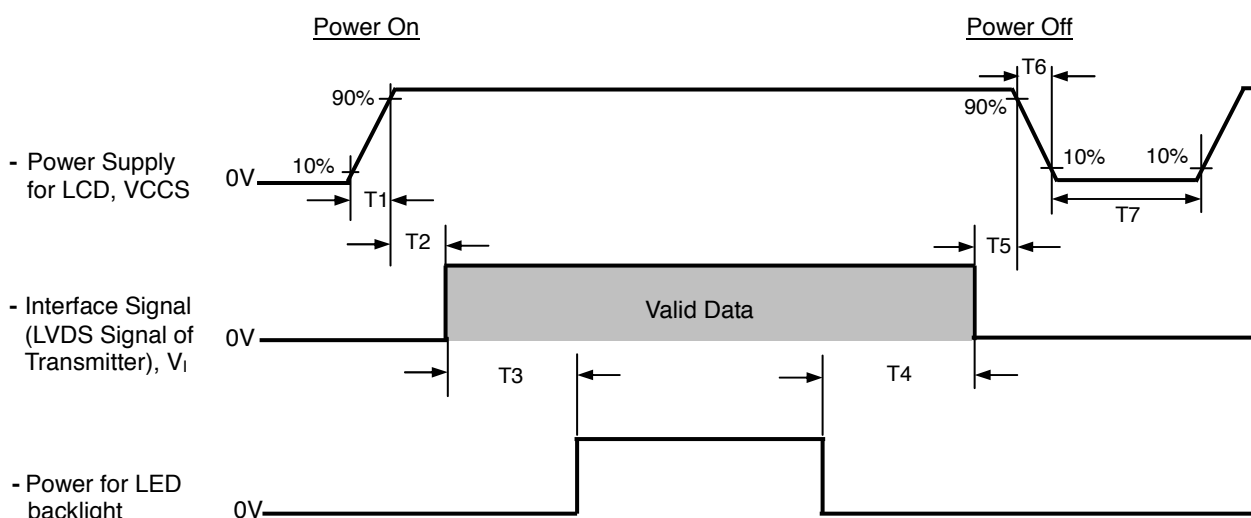 Power On
Power Off
T6
90%
90%
- Power Supply
for LCD, VCCS
0V
10%
10%
10%
T1
T7
T2
T5
- Interface Signal
(LVDS Signal of
Transmitter), VI
0V
Valid Data
T3
T4
- Power for LED
backlight
0V